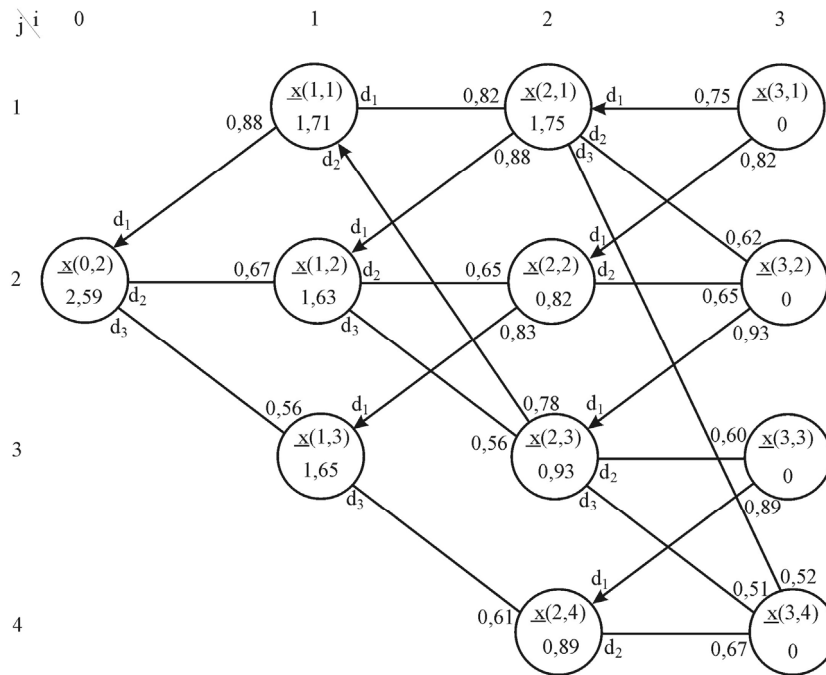 j\i 0 1 2 3
1
x(1,1)
1,71
x(2,1)
1,75
x(3,1)
0
0,88
d₁
d₂
0,82
d₁
d₂
d₃
0,75
0,88
0,82
d₁
d₁
d₁
2
x(0,2)
2,59
d₂
d₃
0,67
x(1,2)
1,63
d₂
d₃
0,65
x(2,2)
0,82
d₂
0,62
0,65
x(3,2)
0
0,83
0,93
3
0,56
d₁
x(1,3)
1,65
d₃
0,78
0,56
d₁
x(2,3)
0,93
d₂
d₃
0,60
x(3,3)
0
0,89
4
d₁
0,61
x(2,4)
0,89
d₂
0,51
0,52
0,67
x(3,4)
0